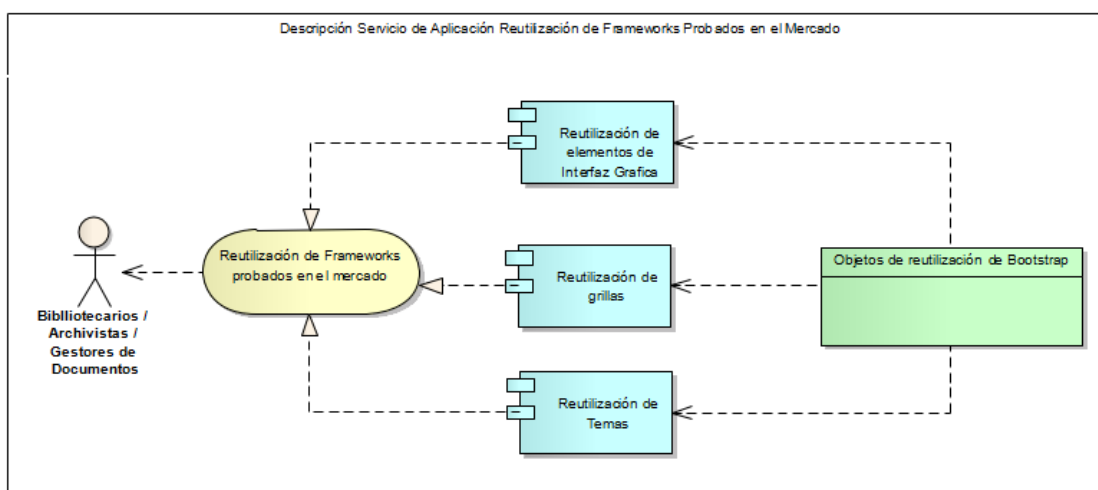 Descripción Servicio de Aplicación Reutilización de Frameworks Probados en el Mercado
Reutilización de
elementos de
Interfaz Grafica
Reutilización de Frameworks
probados en el mercado
Bibliotecarios /
Archivistas /
Gestores de
Documentos
Reutilización de
grillas
Objetos de reutilización de Bootstrap
Reutilización de
Temas